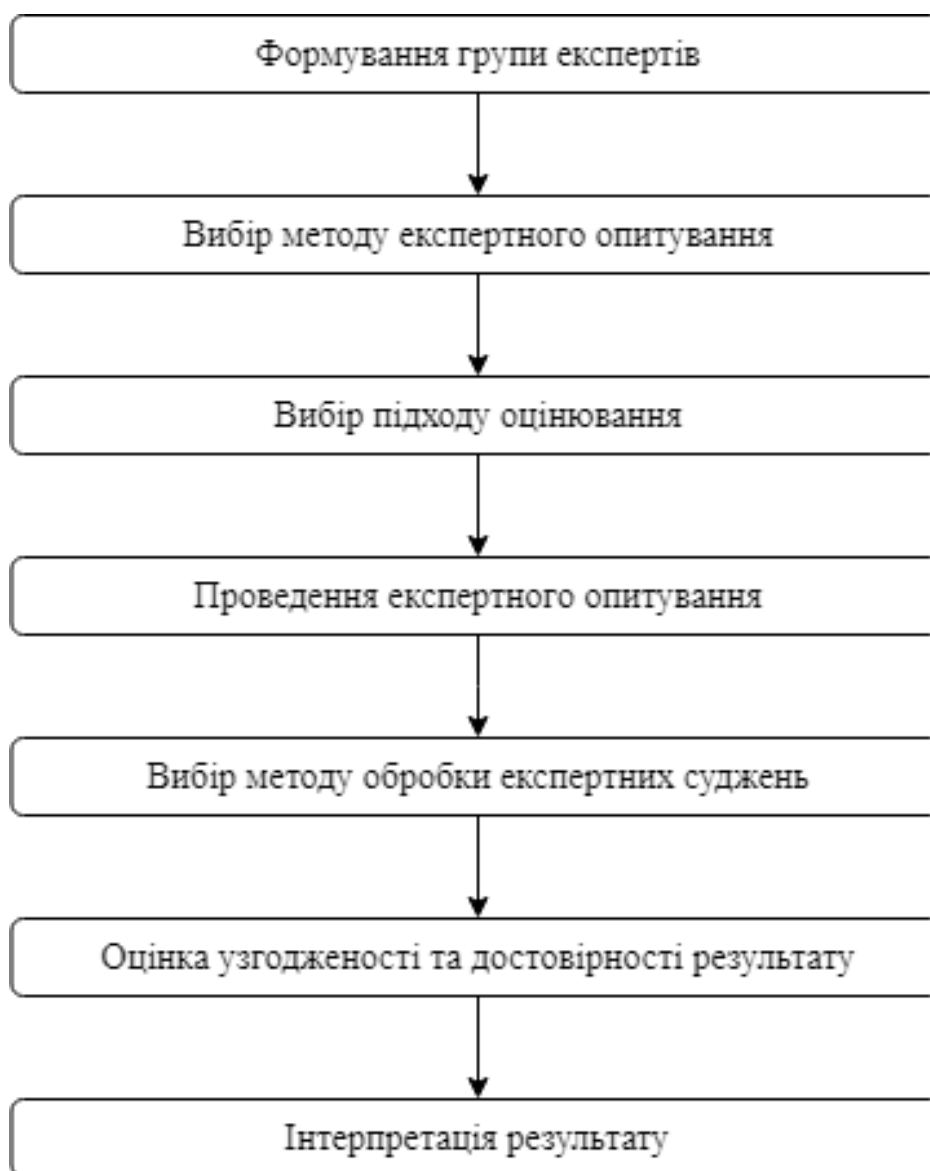 Формування групи експертів
Вибір методу експертного опитування
Вибір підходу оцінювання
Проведення експертного опитування
Вибір методу обробки експертних суджень
Оцінка узгодженості та достовірності результату
Інтерпретація результату